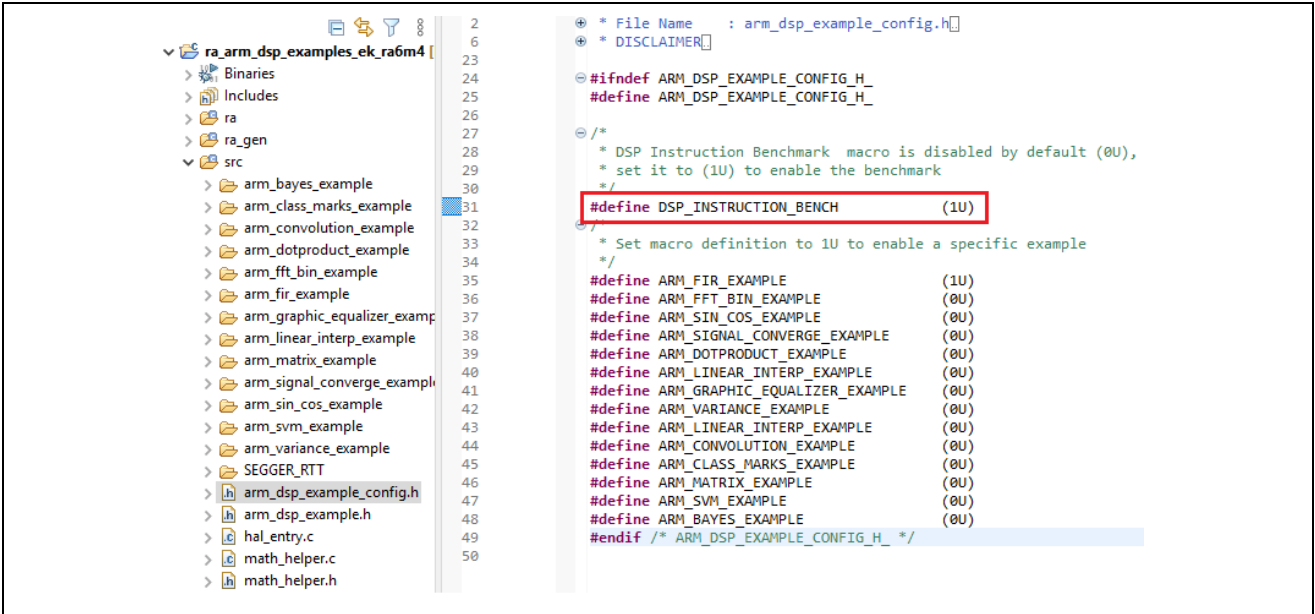 ra_arm_dsp_examples_ek_ra6m4 [
Binaries
Includes
ra
ra_gen
src
arm_bayes_example
arm_class_marks_example
arm_convolution_example
arm_dotproduct_example
arm_fft_bin_example
arm_fir_example
arm_graphic_equalizer_examp
arm_linear_interp_example
arm_matrix_example
arm_signal_converge_example
arm_sin_cos_example
arm_svm_example
arm_variance_example
SEGGER_RTT
arm_dsp_example_config.h
arm_dsp_example.h
hal_entry.c
math_helper.c
math_helper.h
2 * File Name : arm_dsp_example_config.h
6 * DISCLAIMER
23
24 #ifndef ARM_DSP_EXAMPLE_CONFIG_H_
25 #define ARM_DSP_EXAMPLE_CONFIG_H_
26
27 /*
28 * DSP Instruction Benchmark macro is disabled by default (0U),
29 * set it to (1U) to enable the benchmark
30 */
31 #define DSP_INSTRUCTION_BENCH (1U)
32 /*
33 * Set macro definition to 1U to enable a specific example
34 */
35 #define ARM_FIR_EXAMPLE (1U)
36 #define ARM_FFT_BIN_EXAMPLE (0U)
37 #define ARM_SIN_COS_EXAMPLE (0U)
38 #define ARM_SIGNAL_CONVERGE_EXAMPLE (0U)
39 #define ARM_DOTPRODUCT_EXAMPLE (0U)
40 #define ARM_LINEAR_INTERP_EXAMPLE (0U)
41 #define ARM_GRAPHIC_EQUALIZER_EXAMPLE (0U)
42 #define ARM_VARIANCE_EXAMPLE (0U)
43 #define ARM_LINEAR_INTERP_EXAMPLE (0U)
44 #define ARM_CONVOLUTION_EXAMPLE (0U)
45 #define ARM_CLASS_MARKS_EXAMPLE (0U)
46 #define ARM_MATRIX_EXAMPLE (0U)
47 #define ARM_SVM_EXAMPLE (0U)
48 #define ARM_BAYES_EXAMPLE (0U)
49 #endif /* ARM_DSP_EXAMPLE_CONFIG_H_ */
50